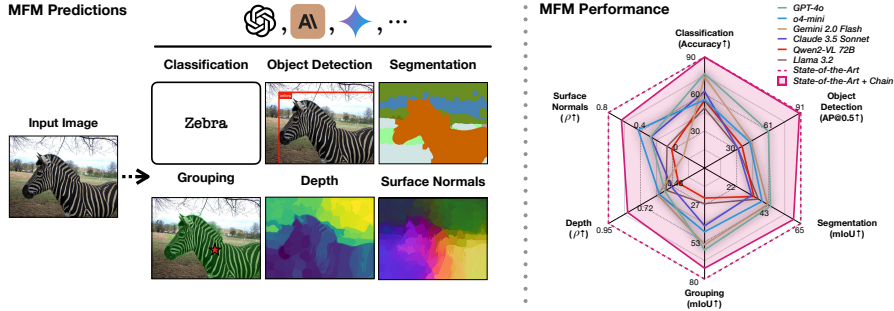 MFM Predictions
A\ , , , ...
Classification
Object Detection
Segmentation
Input Image
Zebra
Grouping
Depth
Surface Normals
MFM Performance
GPT-4o
o4-mini
Gemini 2.0 Flash
Claude 3.5 Sonnet
Qwen2-VL 72B
Llama 3.2
State-of-the-Art
State-of-the-Art + Chain
Classification
(Accuracy↑)
90
60
30
Object
Detection
(AP@0.5↑)
91
61
30
Segmentation
(mIoU↑)
65
43
22
Grouping
(mIoU↑)
80
53
27
Depth
(ρ↑)
0.95
0.72
0.48
Surface
Normals
(ρ↑)
0.8
0.4
0